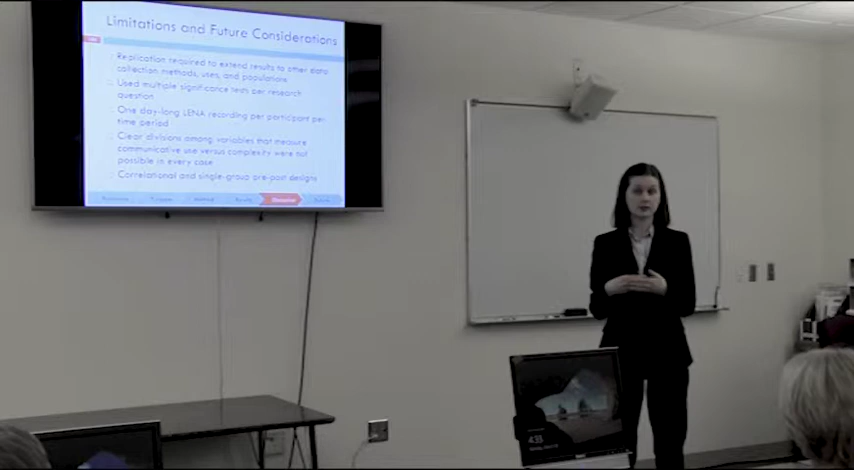 Limitations and Future Considerations
Replication required to extend results to other data
collection methods, uses, and populations
Used multiple significance tests per research
question
One day-long LENA recording per participant per
time period
Clear divisions among variables that measure
communicative use versus complexity were not
possible in every case
Correlational and single-group pre-post designs
Discussion
4:33